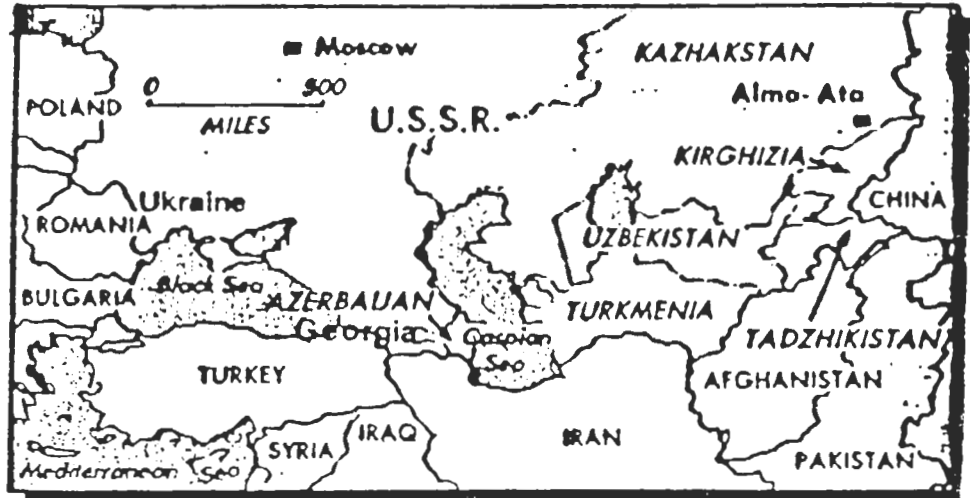 Moscow
KAZHAKSTAN
0 500
MILES
Alma-Ata
POLAND
U.S.S.R.
KIRGHIZIA
CHINA
Ukraine
ROMANIA
UZBEKISTAN
Black Sea
BULGARIA
AZERBAIJAN
TURKMENIA
Georgia
Caspian
Sea
TADZHIKISTAN
TURKEY
AFGHANISTAN
SYRIA
IRAQ
IRAN
PAKISTAN
Mediterranean Sea